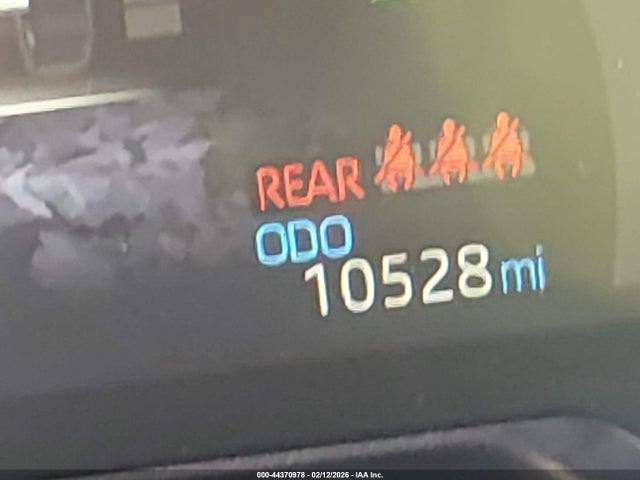 REAR
ODO
10528 mi
000-44370978 - 02/12/2026 - IAA Inc.